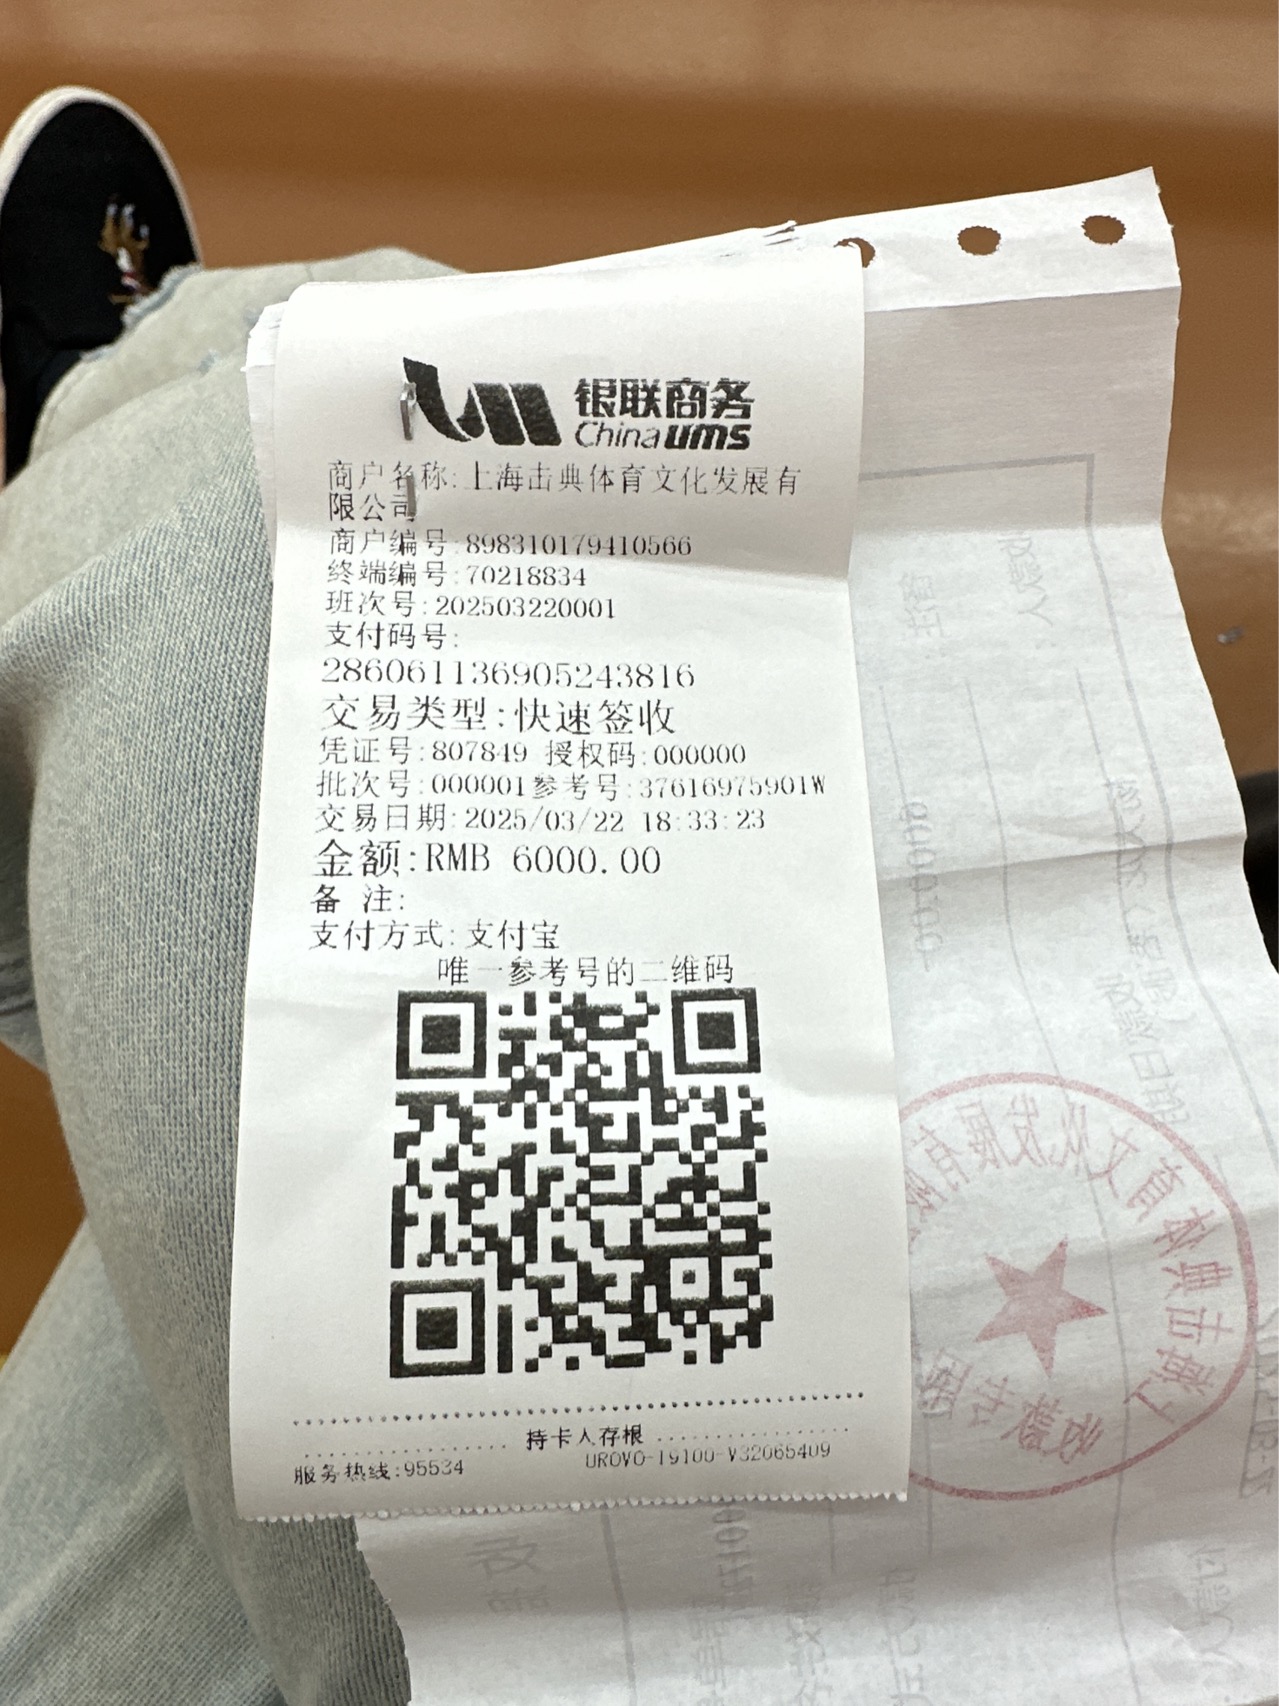 银联商务
China ums
商户名称:上海击典体育文化发展有
限公司
商户编号:898310179410566
终端编号:70218834
班次号:202503220001
支付码号:
286061136905243816
交易类型:快速签收
凭证号:807849 授权码:000000
批次号:000001参考号:37616975901W
交易日期:2025/03/22 18:33:23
金额:RMB 6000.00
备 注:
支付方式:支付宝
唯一参考号的二维码
持卡人存根
服务热线:95534
UROVO-I9100-V32065409